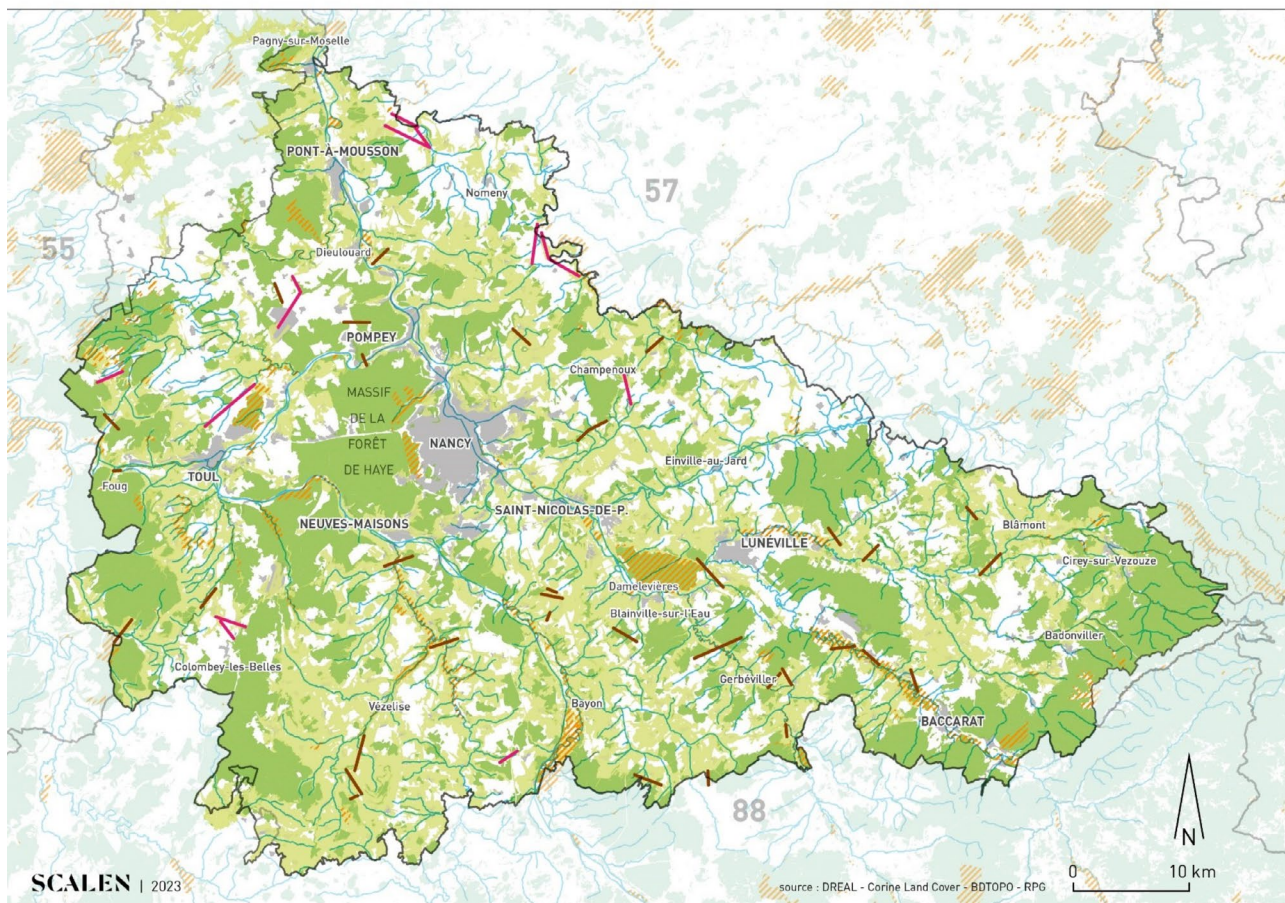 Pagny-sur-Moselle
PONT-À-MOUSSON
57
Nomeny
55
Dieulouard
POMPEY
Champenoux
MASSIF
DE LA
FORÊT
DE HAYE
NANCY
Einville-au-Jard
TOUL
Foug
SAINT-NICOLAS-DE-P.
NEUVES-MAISONS
Blâmont
LUNÉVILLE
Cirey-sur-Vezouze
Damelevières
Blainville-sur-l'Eau
Badonviller
Colombey-les-Belles
Gerbéviller
Vézelise
Bayon
BACCARAT
88
N
SCALEN | 2023
source : DREAL - Corine Land Cover - BDTOPO - RPG
0 10 km